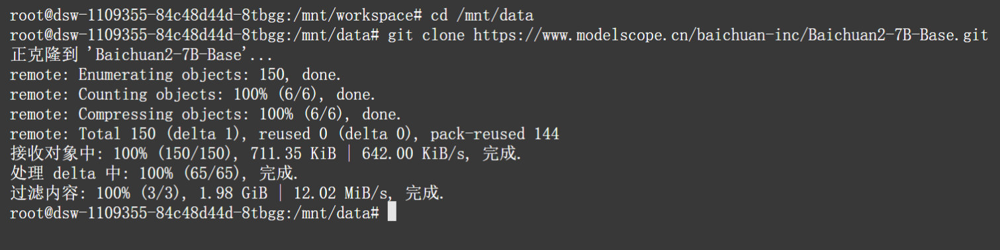 root@dsw-1109355-84c48d44d-8tbgg:/mnt/workspace# cd /mnt/data
root@dsw-1109355-84c48d44d-8tbgg:/mnt/data# git clone https://www.modelscope.cn/baichuan-inc/Baichuan2-7B-Base.git
正克隆到 'Baichuan2-7B-Base'...
remote: Enumerating objects: 150, done.
remote: Counting objects: 100% (6/6), done.
remote: Compressing objects: 100% (6/6), done.
remote: Total 150 (delta 1), reused 0 (delta 0), pack-reused 144
接收对象中: 100% (150/150), 711.35 KiB | 642.00 KiB/s, 完成.
处理 delta 中: 100% (65/65), 完成.
过滤内容: 100% (3/3), 1.98 GiB | 12.02 MiB/s, 完成.
root@dsw-1109355-84c48d44d-8tbgg:/mnt/data#